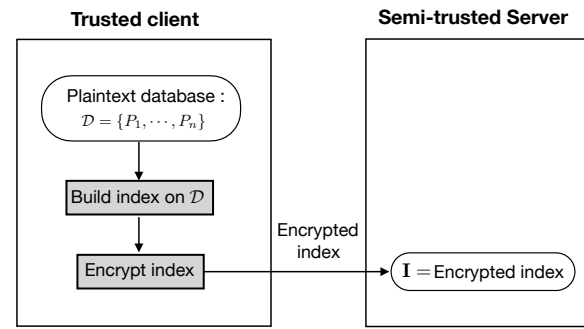 Trusted client
Semi-trusted Server
Plaintext database :
𝒟 = {P₁, ⋯, Pₙ}
Build index on 𝒟
Encrypted
index
Encrypt index
𝐈 = Encrypted index